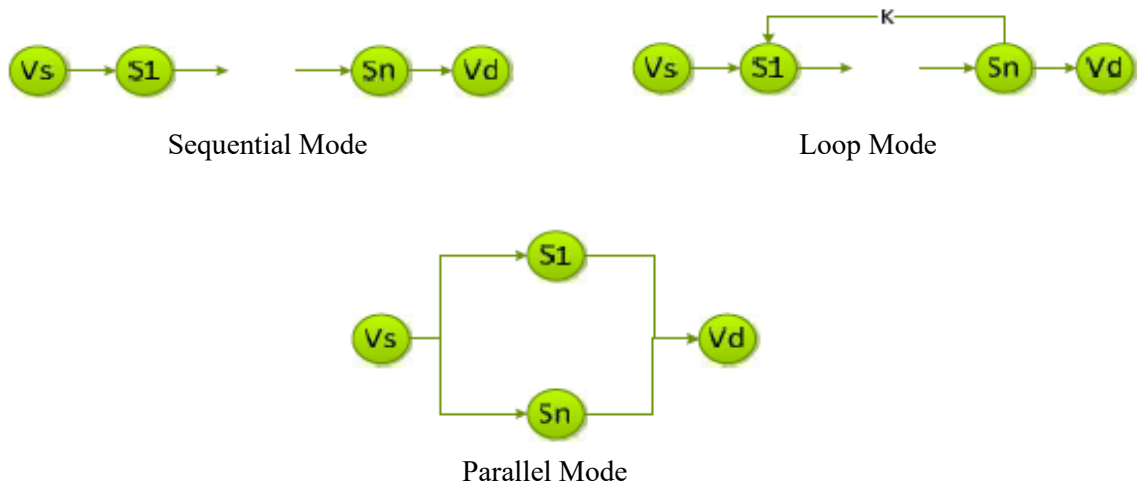 Vs S1 Sn Vd
Sequential Mode
K
Vs S1 Sn Vd
Loop Mode
S1
Vs Vd
Sn
Parallel Mode